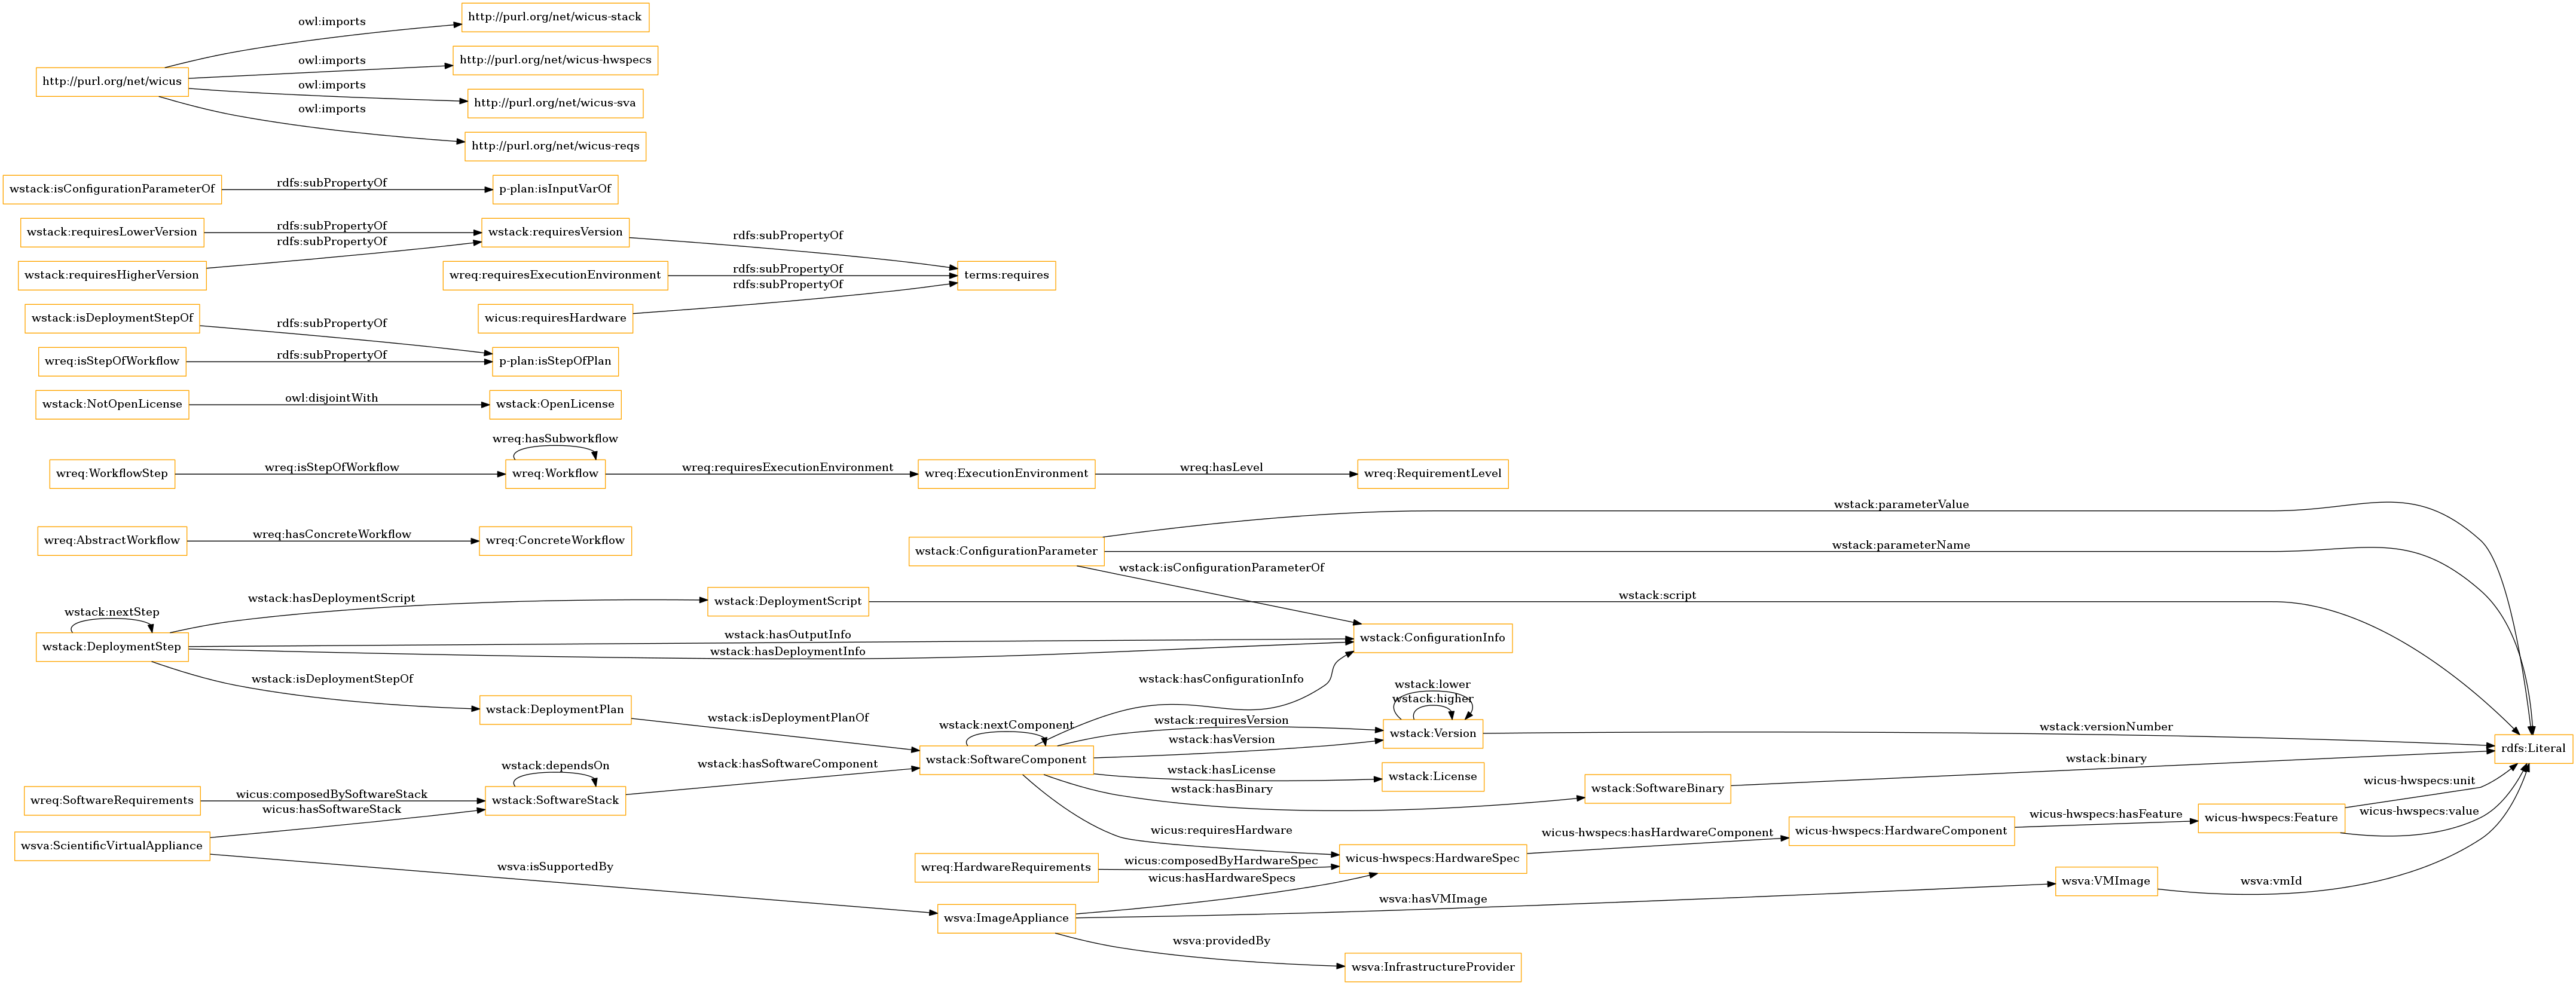 owl:imports
http://purl.org/net/wicus-stack
owl:imports
http://purl.org/net/wicus-hwspecs
http://purl.org/net/wicus
owl:imports
http://purl.org/net/wicus-sva
owl:imports
http://purl.org/net/wicus-reqs
wstack:isConfigurationParameterOf
rdfs:subPropertyOf
p-plan:isInputVarOf
wstack:requiresLowerVersion
rdfs:subPropertyOf
wstack:requiresVersion
rdfs:subPropertyOf
wstack:requiresHigherVersion
rdfs:subPropertyOf
wreq:requiresExecutionEnvironment
rdfs:subPropertyOf
terms:requires
wicus:requiresHardware
rdfs:subPropertyOf
wstack:isDeploymentStepOf
rdfs:subPropertyOf
wreq:isStepOfWorkflow
rdfs:subPropertyOf
p-plan:isStepOfPlan
wstack:NotOpenLicense
owl:disjointWith
wstack:OpenLicense
wreq:hasSubworkflow
wreq:WorkflowStep
wreq:isStepOfWorkflow
wreq:Workflow
wreq:requiresExecutionEnvironment
wreq:ExecutionEnvironment
wreq:hasLevel
wreq:RequirementLevel
wreq:AbstractWorkflow
wreq:hasConcreteWorkflow
wreq:ConcreteWorkflow
wstack:ConfigurationParameter
wstack:parameterValue
wstack:parameterName
wstack:isConfigurationParameterOf
wstack:nextStep
wstack:hasDeploymentScript
wstack:DeploymentScript
wstack:script
wstack:DeploymentStep
wstack:hasOutputInfo
wstack:hasDeploymentInfo
wstack:ConfigurationInfo
wstack:isDeploymentStepOf
wstack:DeploymentPlan
wstack:isDeploymentPlanOf
wstack:hasConfigurationInfo
wstack:lower
wstack:higher
wstack:nextComponent
wstack:requiresVersion
wstack:hasVersion
wstack:Version
wstack:versionNumber
rdfs:Literal
wstack:SoftwareComponent
wstack:hasLicense
wstack:License
wstack:hasBinary
wstack:SoftwareBinary
wstack:binary
wstack:dependsOn
wstack:hasSoftwareComponent
wreq:SoftwareRequirements
wicus:composedBySoftwareStack
wstack:SoftwareStack
wicus:hasSoftwareStack
wsva:ScientificVirtualAppliance
wicus:requiresHardware
wicus-hwspecs:hasHardwareComponent
wicus-hwspecs:HardwareComponent
wicus-hwspecs:hasFeature
wicus-hwspecs:Feature
wicus-hwspecs:unit
wicus-hwspecs:value
wsva:isSupportedBy
wreq:HardwareRequirements
wicus:composedByHardwareSpec
wicus-hwspecs:HardwareSpec
wicus:hasHardwareSpecs
wsva:hasVMImage
wsva:VMImage
wsva:vmId
wsva:ImageAppliance
wsva:providedBy
wsva:InfrastructureProvider